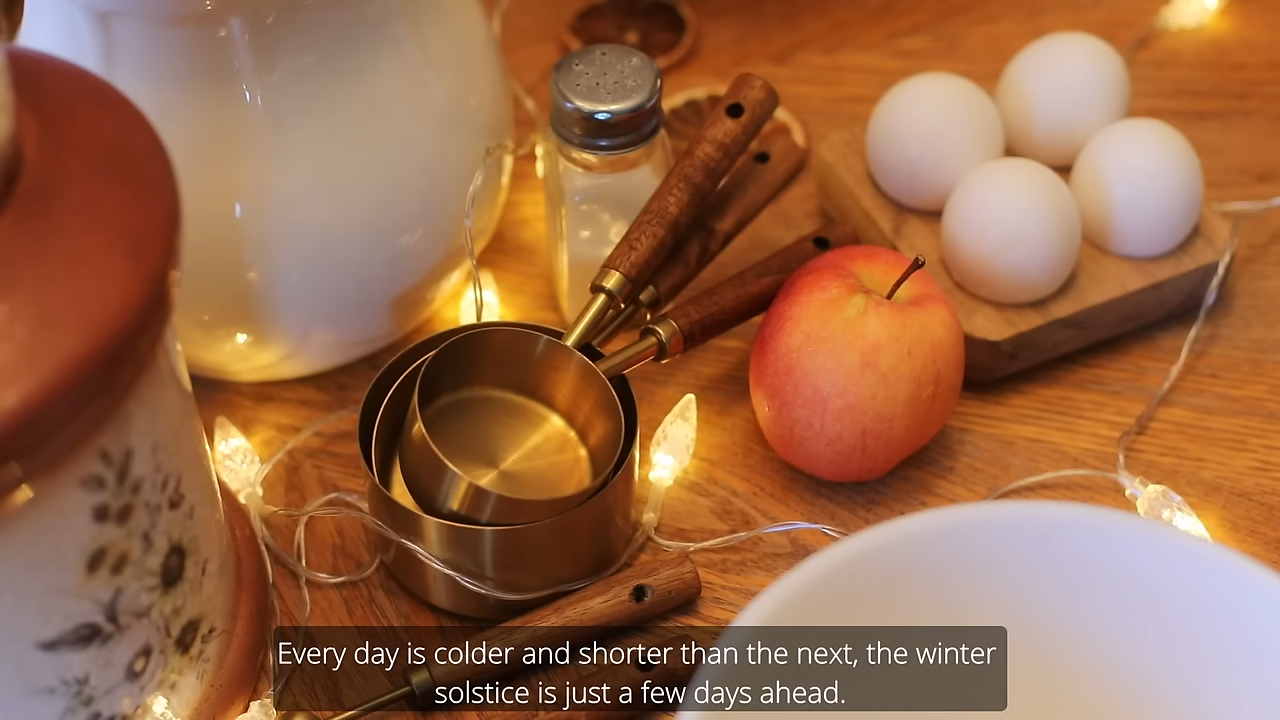 Every day is colder and shorter than the next, the winter
solstice is just a few days ahead.